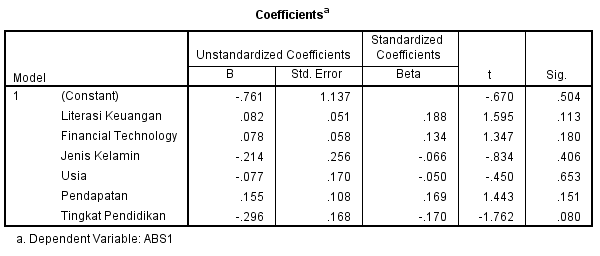 Coefficientsa
Unstandardized Coefficients Standardized Coefficients
Model B Std. Error Beta t Sig.
1 (Constant) -.761 1.137 -.670 .504
Literasi Keuangan .082 .051 .188 1.595 .113
Financial Technology .078 .058 .134 1.347 .180
Jenis Kelamin -.214 .256 -.066 -.834 .406
Usia -.077 .170 -.050 -.450 .653
Pendapatan .155 .108 .169 1.443 .151
Tingkat Pendidikan -.296 .168 -.170 -1.762 .080
a. Dependent Variable: ABS1